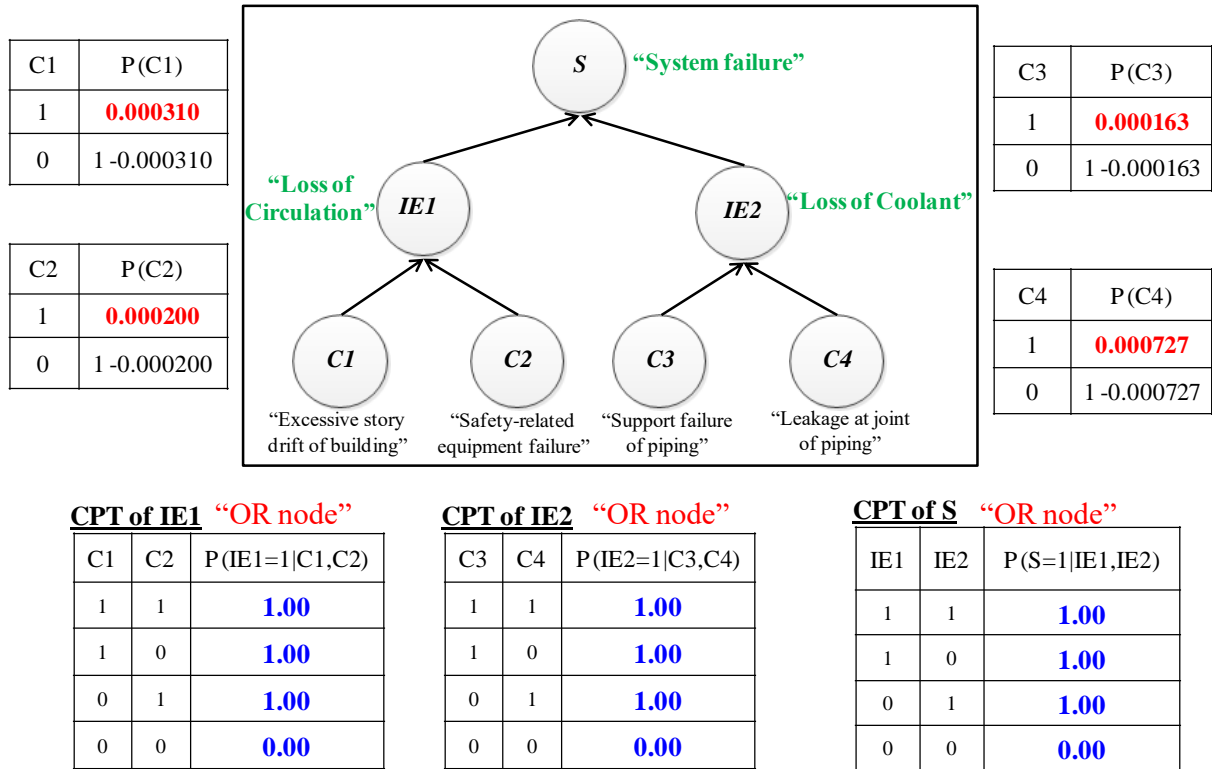 C1 P(C1)
1 0.000310
0 1-0.000310
C2 P(C2)
1 0.000200
0 1-0.000200
S
“System failure”
“Loss of
Circulation”
IE1
IE2
“Loss of Coolant”
C1
C2
C3
C4
“Excessive story
drift of building”
“Safety-related
equipment failure”
“Support failure
of piping”
“Leakage at joint
of piping”
C3 P(C3)
1 0.000163
0 1-0.000163
C4 P(C4)
1 0.000727
0 1-0.000727
CPT of IE1 “OR node”
C1 C2 P(IE1=1|C1,C2)
1 1 1.00
1 0 1.00
0 1 1.00
0 0 0.00
CPT of IE2 “OR node”
C3 C4 P(IE2=1|C3,C4)
1 1 1.00
1 0 1.00
0 1 1.00
0 0 0.00
CPT of S “OR node”
IE1 IE2 P(S=1|IE1,IE2)
1 1 1.00
1 0 1.00
0 1 1.00
0 0 0.00